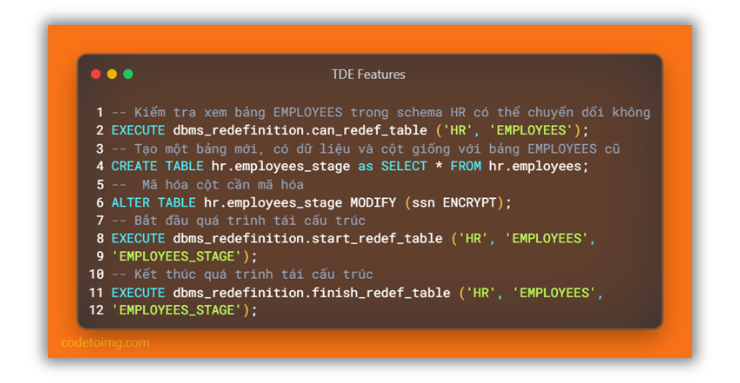 TDE Features
1 -- Kiểm tra xem bảng EMPLOYEES trong schema HR có thể chuyển dổi không
2 EXECUTE dbms_redefinition.can_redef_table ('HR', 'EMPLOYEES');
3 -- Tạo một bảng mới, có dữ liệu và cột giống với bảng EMPLOYEES cũ
4 CREATE TABLE hr.employees_stage as SELECT * FROM hr.employees;
5 --  Mã hóa cột cần mã hóa
6 ALTER TABLE hr.employees_stage MODIFY (ssn ENCRYPT);
7 -- Bắt đầu quá trình tái cấu trúc
8 EXECUTE dbms_redefinition.start_redef_table ('HR', 'EMPLOYEES',
9 'EMPLOYEES_STAGE');
10 -- Kết thúc quá trình tái cấu trúc
11 EXECUTE dbms_redefinition.finish_redef_table ('HR', 'EMPLOYEES',
12 'EMPLOYEES_STAGE');
codetoimg.com